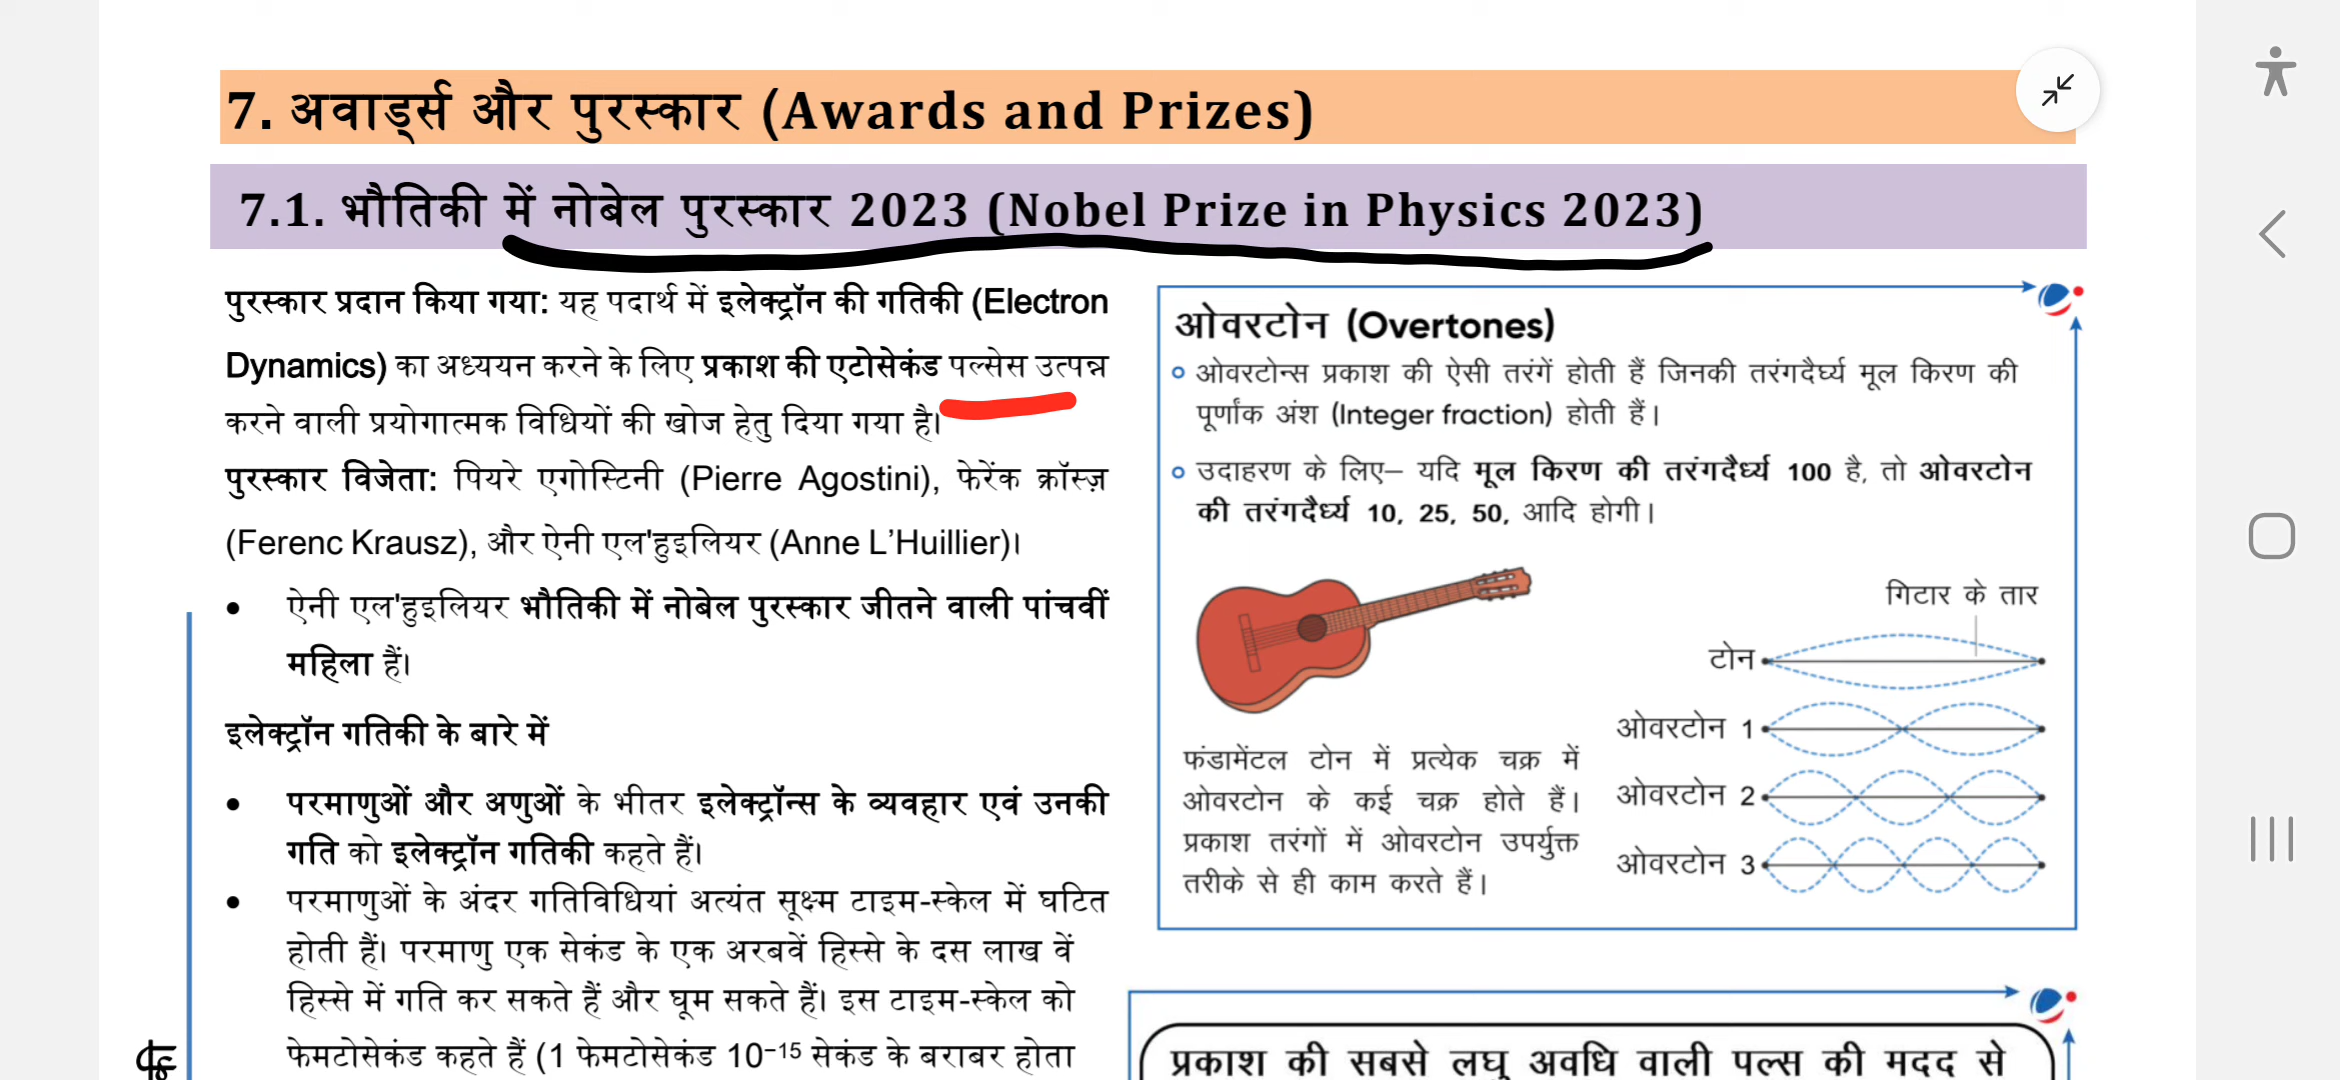 7. अवार्ड्स और पुरस्कार (Awards and Prizes)
7.1. भौतिकी में नोबेल पुरस्कार 2023 (Nobel Prize in Physics 2023)
पुरस्कार प्रदान किया गया: यह पदार्थ में इलेक्ट्रॉन की गतिकी (Electron
Dynamics) का अध्ययन करने के लिए प्रकाश की एटोसेकंड पल्सेस उत्पन्न
करने वाली प्रयोगात्मक विधियों की खोज हेतु दिया गया है।
पुरस्कार विजेता: पियरे एगोस्टिनी (Pierre Agostini), फेरेंक क्रॉस्ज़
(Ferenc Krausz), और ऐनी एल'हुइलियर (Anne L’Huillier)।
• ऐनी एल'हुइलियर भौतिकी में नोबेल पुरस्कार जीतने वाली पांचवीं
महिला हैं।
इलेक्ट्रॉन गतिकी के बारे में
• परमाणुओं और अणुओं के भीतर इलेक्ट्रॉन्स के व्यवहार एवं उनकी
गति को इलेक्ट्रॉन गतिकी कहते हैं।
• परमाणुओं के अंदर गतिविधियां अत्यंत सूक्ष्म टाइम-स्केल में घटित
होती हैं। परमाणु एक सेकंड के एक अरबवें हिस्से के दस लाख वें
हिस्से में गति कर सकते हैं और घूम सकते हैं। इस टाइम-स्केल को
फेमटोसेकंड कहते हैं (1 फेमटोसेकंड 10⁻¹⁵ सेकंड के बराबर होता
ओवरटोन (Overtones)
ओवरटोन्स प्रकाश की ऐसी तरंगें होती हैं जिनकी तरंगदैर्ध्य मूल किरण की
पूर्णांक अंश (Integer fraction) होती हैं।
उदाहरण के लिए– यदि मूल किरण की तरंगदैर्ध्य 100 है, तो ओवरटोन
की तरंगदैर्ध्य 10, 25, 50, आदि होगी।
गिटार के तार
टोन
ओवरटोन 1
ओवरटोन 2
ओवरटोन 3
फंडामेंटल टोन में प्रत्येक चक्र में
ओवरटोन के कई चक्र होते हैं।
प्रकाश तरंगों में ओवरटोन उपर्युक्त
तरीके से ही काम करते हैं।
प्रकाश की सबसे लघु अवधि वाली पल्स की मदद से